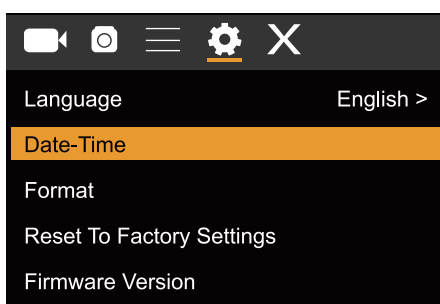 Language English >
Date-Time
Format
Reset To Factory Settings
Firmware Version